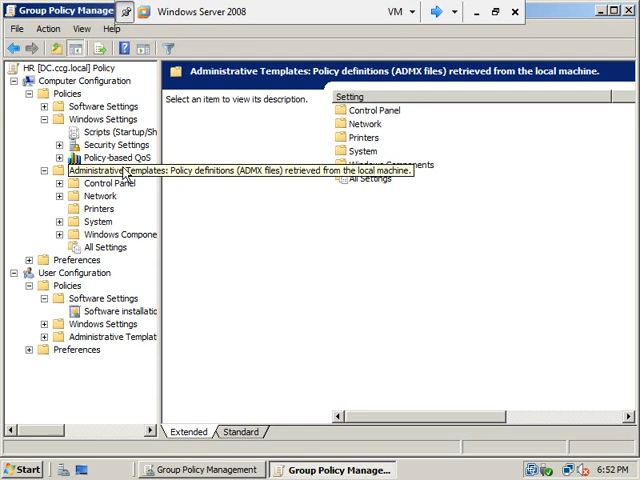 Group Policy Manage
Windows Server 2008
VM
File Action View Help
HR [DC.ccg.local] Policy
Computer Configuration
Policies
Software Settings
Windows Settings
Scripts (Startup/Sh
Security Settings
Policy-based QoS
Administrative Templates: Policy definitions (ADMX files) retrieved from the local machine.
Control Panel
Network
Printers
System
Windows Compone
All Settings
Preferences
User Configuration
Policies
Software Settings
Software installatio
Windows Settings
Administrative Templat
Preferences
Administrative Templates: Policy definitions (ADMX files) retrieved from the local machine.
Select an item to view its description.
Setting
Control Panel
Network
Printers
System
Windows Components
All Settings
Extended Standard
Start Group Policy Management Group Policy Manage... 6:52 PM